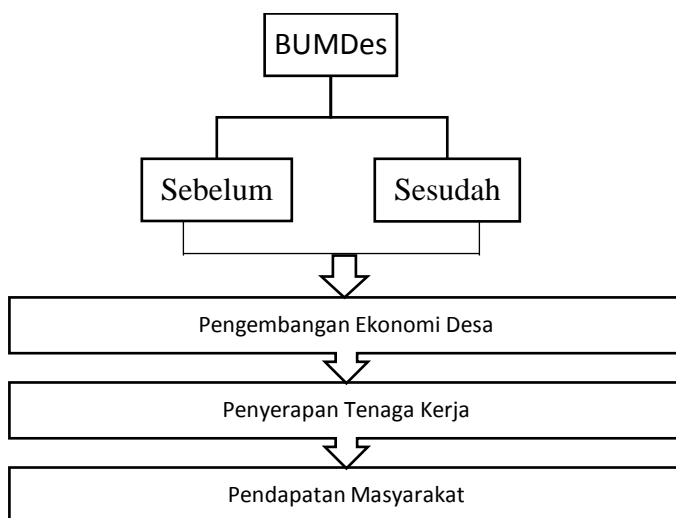 BUMDes
Sebelum
Sesudah
Pengembangan Ekonomi Desa
Penyerapan Tenaga Kerja
Pendapatan Masyarakat